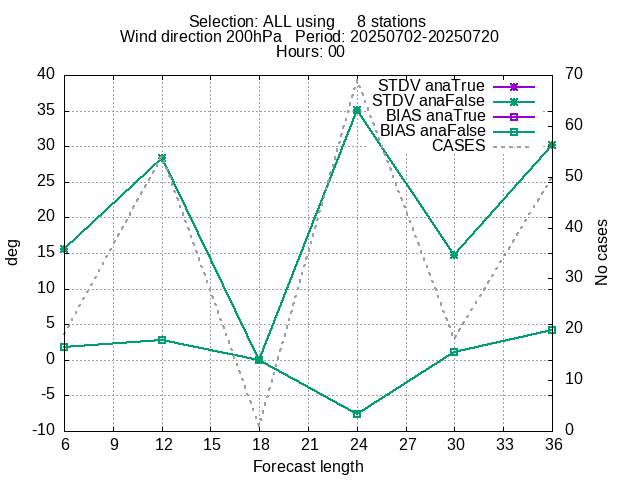 Selection: ALL using     8 stations
Wind direction 200hPa   Period: 20250702-20250720
Hours: 00
40
35
30
25
20
15
10
5
0
-5
-10
deg
STDV anaTrue
STDV anaFalse
BIAS anaTrue
BIAS anaFalse
CASES
70
60
50
40
30
20
10
0
No cases
6 9 12 15 18 21 24 27 30 33 36
Forecast length